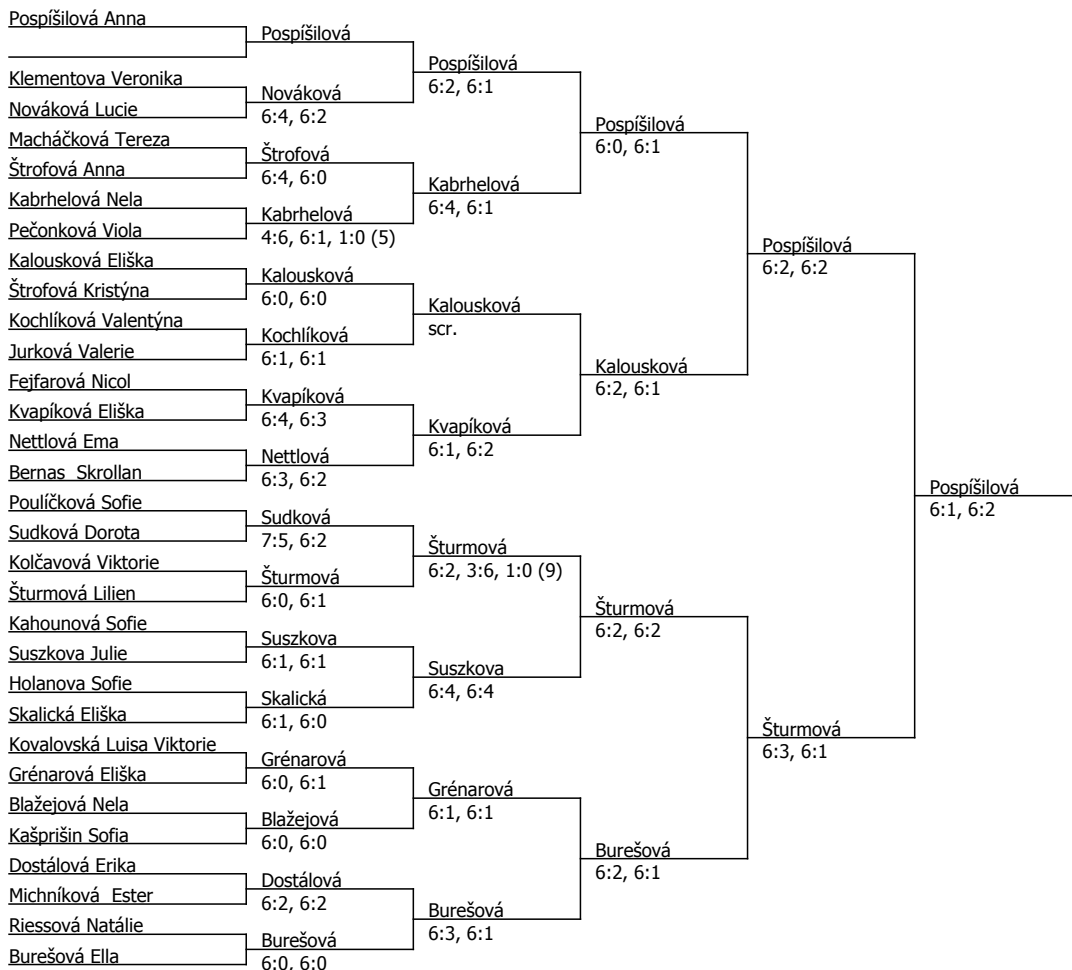 Pospíšilová Anna
Klementova Veronika
Nováková Lucie
Macháčková Tereza
Štrofová Anna
Kabrhelová Nela
Pečonková Viola
Kalousková Eliška
Štrofová Kristýna
Kochlíková Valentýna
Jurková Valerie
Fejfarová Nicol
Kvapíková Eliška
Nettlová Ema
Bernas Skrollan
Poulíčková Sofie
Sudková Dorota
Kolčavová Viktorie
Šturmová Lilien
Kahounová Sofie
Suszkova Julie
Holanova Sofie
Skalická Eliška
Kovalovská Luisa Viktorie
Grénarová Eliška
Blažejová Nela
Kašprišin Sofia
Dostálová Erika
Michníková Ester
Riessová Natálie
Burešová Ella
Pospíšilová
Nováková
6:4, 6:2
Štrofová
6:4, 6:0
Kabrhelová
4:6, 6:1, 1:0 (5)
Kalousková
6:0, 6:0
Kochlíková
6:1, 6:1
Kvapíková
6:4, 6:3
Nettlová
6:3, 6:2
Sudková
7:5, 6:2
Šturmová
6:0, 6:1
Suszkova
6:1, 6:1
Skalická
6:1, 6:0
Grénarová
6:0, 6:1
Blažejová
6:0, 6:0
Dostálová
6:2, 6:2
Burešová
6:0, 6:0
Pospíšilová
6:2, 6:1
Kabrhelová
6:4, 6:1
Kalousková
scr.
Kvapíková
6:1, 6:2
Šturmová
6:2, 3:6, 1:0 (9)
Suszkova
6:4, 6:4
Grénarová
6:1, 6:1
Burešová
6:3, 6:1
Pospíšilová
6:0, 6:1
Kalousková
6:2, 6:1
Šturmová
6:2, 6:2
Burešová
6:2, 6:1
Pospíšilová
6:2, 6:2
Šturmová
6:3, 6:1
Pospíšilová
6:1, 6:2